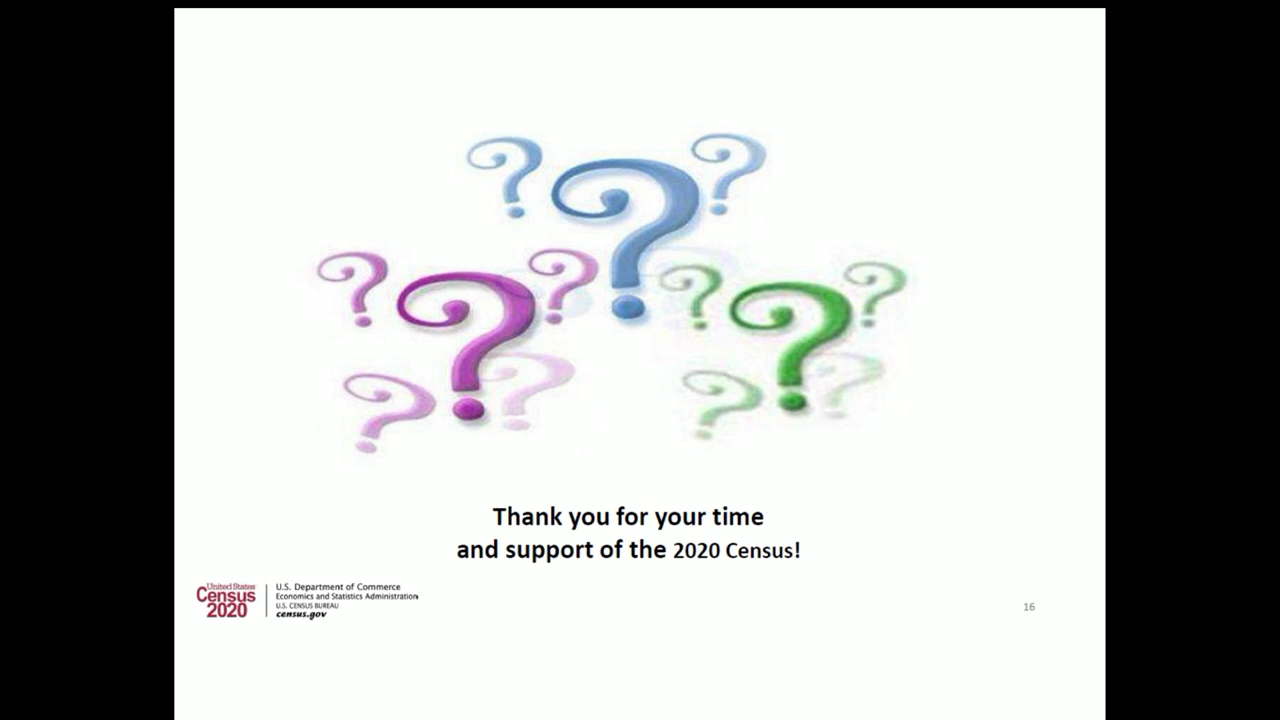 Thank you for your time
and support of the 2020 Census!
United States
Census
2020
U.S. Department of Commerce
Economics and Statistics Administration
U.S. CENSUS BUREAU
census.gov
16